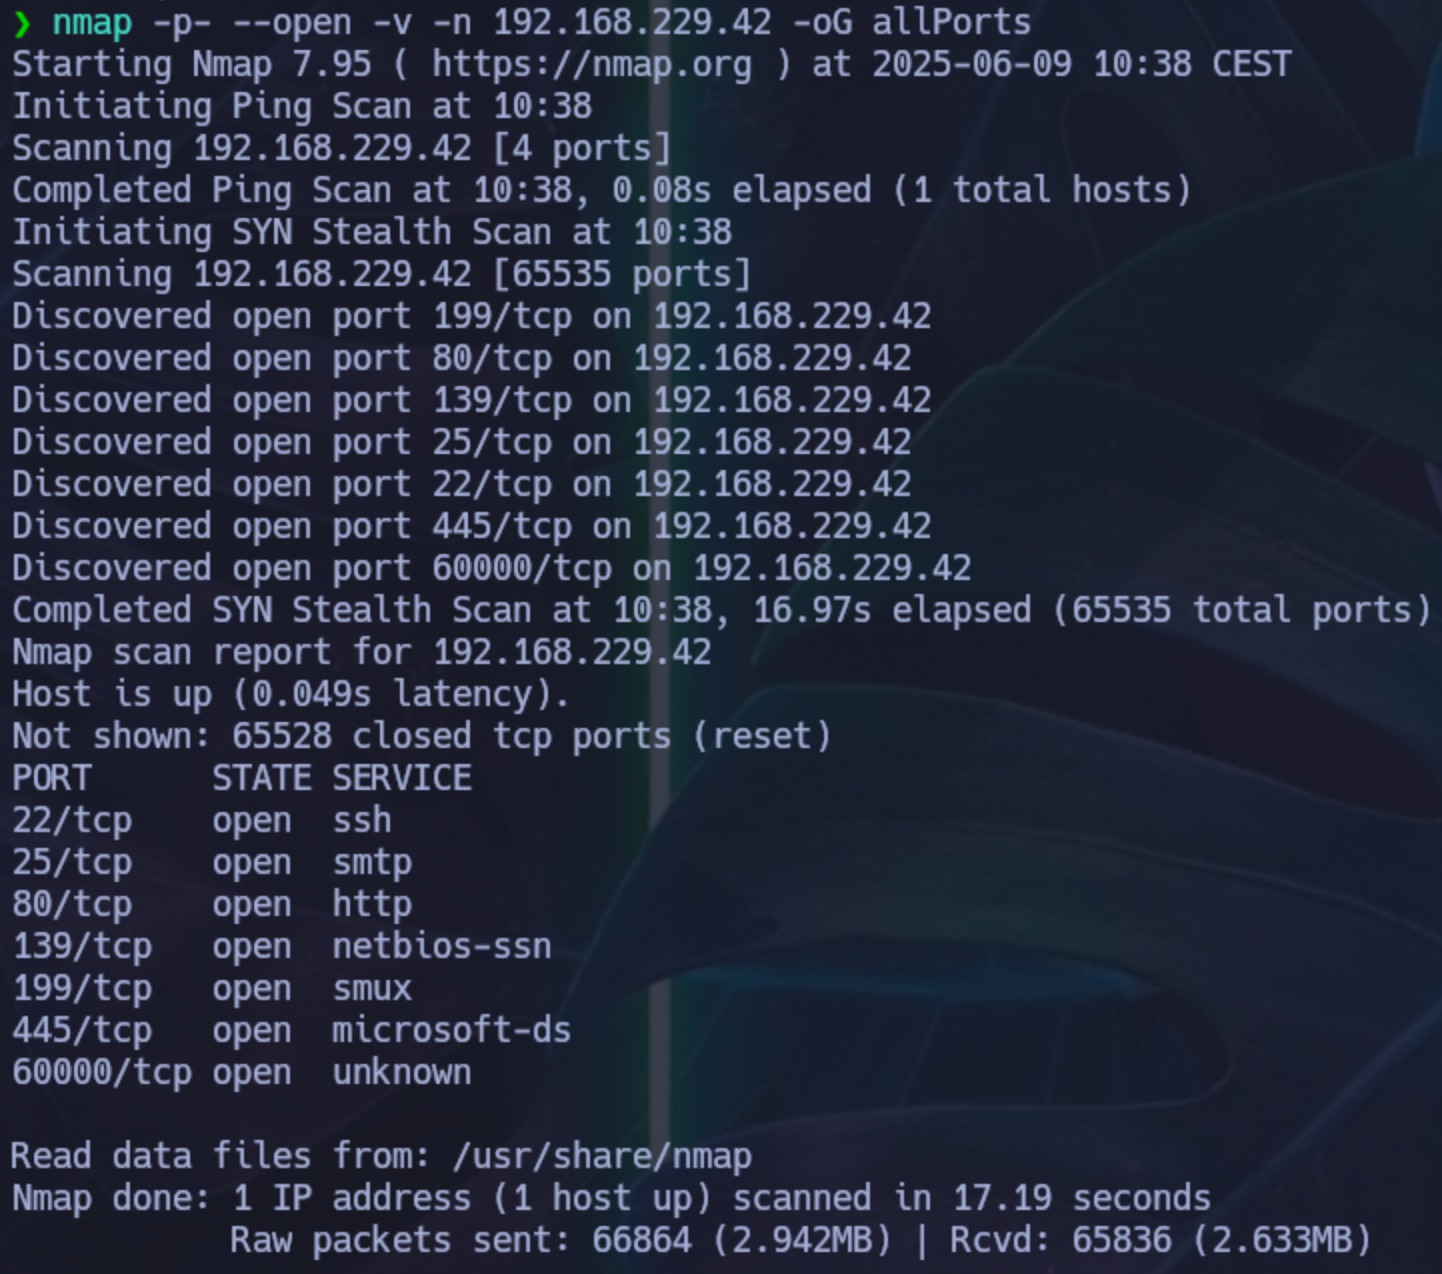 ❯ nmap -p- --open -v -n 192.168.229.42 -oG allPorts
Starting Nmap 7.95 ( https://nmap.org ) at 2025-06-09 10:38 CEST
Initiating Ping Scan at 10:38
Scanning 192.168.229.42 [4 ports]
Completed Ping Scan at 10:38, 0.08s elapsed (1 total hosts)
Initiating SYN Stealth Scan at 10:38
Scanning 192.168.229.42 [65535 ports]
Discovered open port 199/tcp on 192.168.229.42
Discovered open port 80/tcp on 192.168.229.42
Discovered open port 139/tcp on 192.168.229.42
Discovered open port 25/tcp on 192.168.229.42
Discovered open port 22/tcp on 192.168.229.42
Discovered open port 445/tcp on 192.168.229.42
Discovered open port 60000/tcp on 192.168.229.42
Completed SYN Stealth Scan at 10:38, 16.97s elapsed (65535 total ports)
Nmap scan report for 192.168.229.42
Host is up (0.049s latency).
Not shown: 65528 closed tcp ports (reset)
PORT      STATE SERVICE
22/tcp    open  ssh
25/tcp    open  smtp
80/tcp    open  http
139/tcp   open  netbios-ssn
199/tcp   open  smux
445/tcp   open  microsoft-ds
60000/tcp open  unknown
Read data files from: /usr/share/nmap
Nmap done: 1 IP address (1 host up) scanned in 17.19 seconds
           Raw packets sent: 66864 (2.942MB) | Rcvd: 65836 (2.633MB)